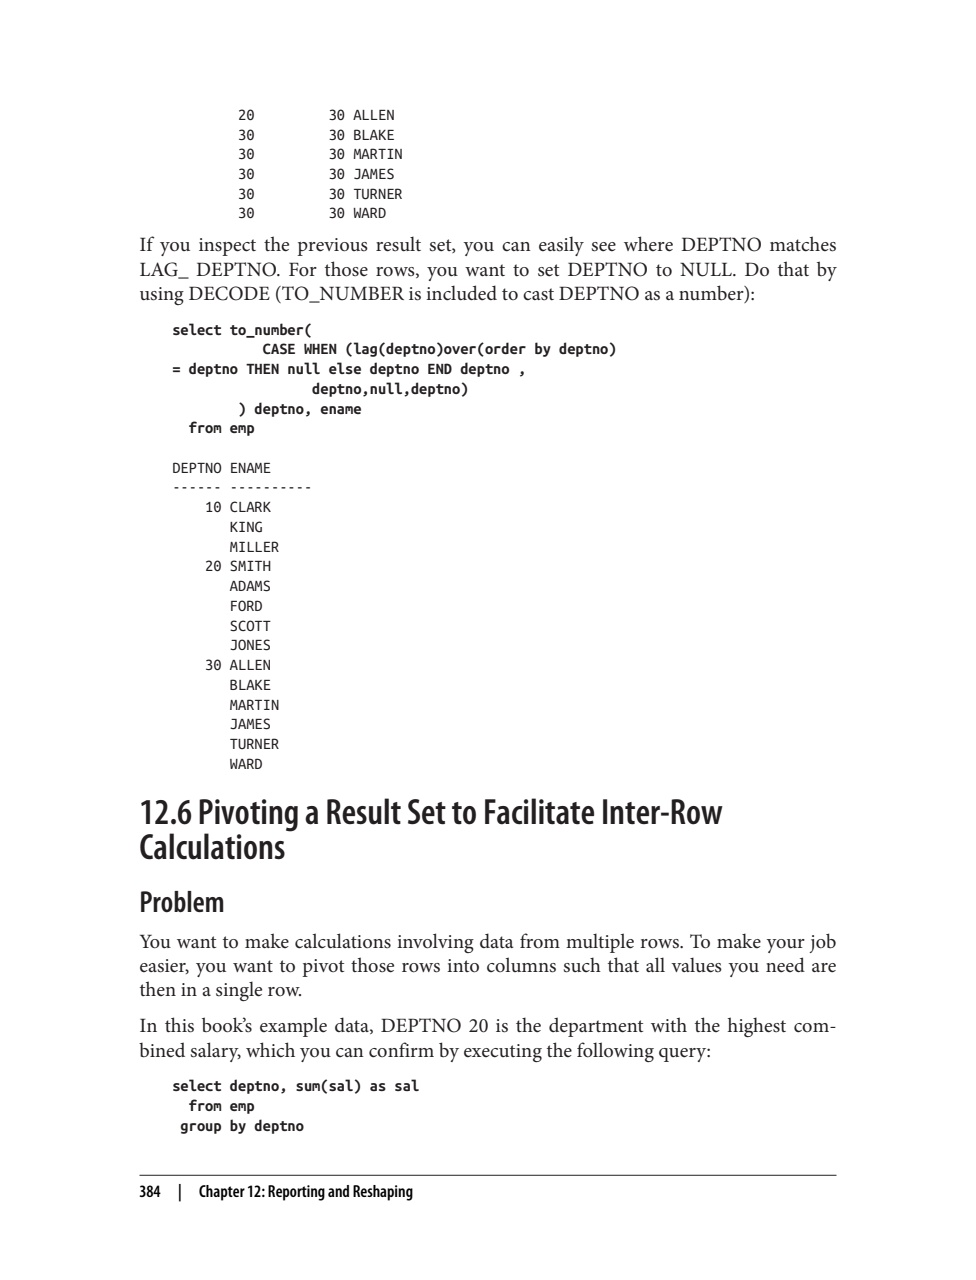 20 30 ALLEN
30 30 BLAKE
30 30 MARTIN
30 30 JAMES
30 30 TURNER
30 30 WARD
If you inspect the previous result set, you can easily see where DEPTNO matches
LAG_ DEPTNO. For those rows, you want to set DEPTNO to NULL. Do that by
using DECODE (TO_NUMBER is included to cast DEPTNO as a number):
select to_number(
CASE WHEN (lag(deptno)over(order by deptno)
= deptno THEN null else deptno END deptno ,
deptno,null,deptno)
) deptno, ename
from emp
DEPTNO ENAME
------ ----------
10 CLARK
KING
MILLER
20 SMITH
ADAMS
FORD
SCOTT
JONES
30 ALLEN
BLAKE
MARTIN
JAMES
TURNER
WARD
12.6 Pivoting a Result Set to Facilitate Inter-Row
Calculations
Problem
You want to make calculations involving data from multiple rows. To make your job
easier, you want to pivot those rows into columns such that all values you need are
then in a single row.
In this book’s example data, DEPTNO 20 is the department with the highest com-
bined salary, which you can confirm by executing the following query:
select deptno, sum(sal) as sal
from emp
group by deptno
384 | Chapter 12: Reporting and Reshaping